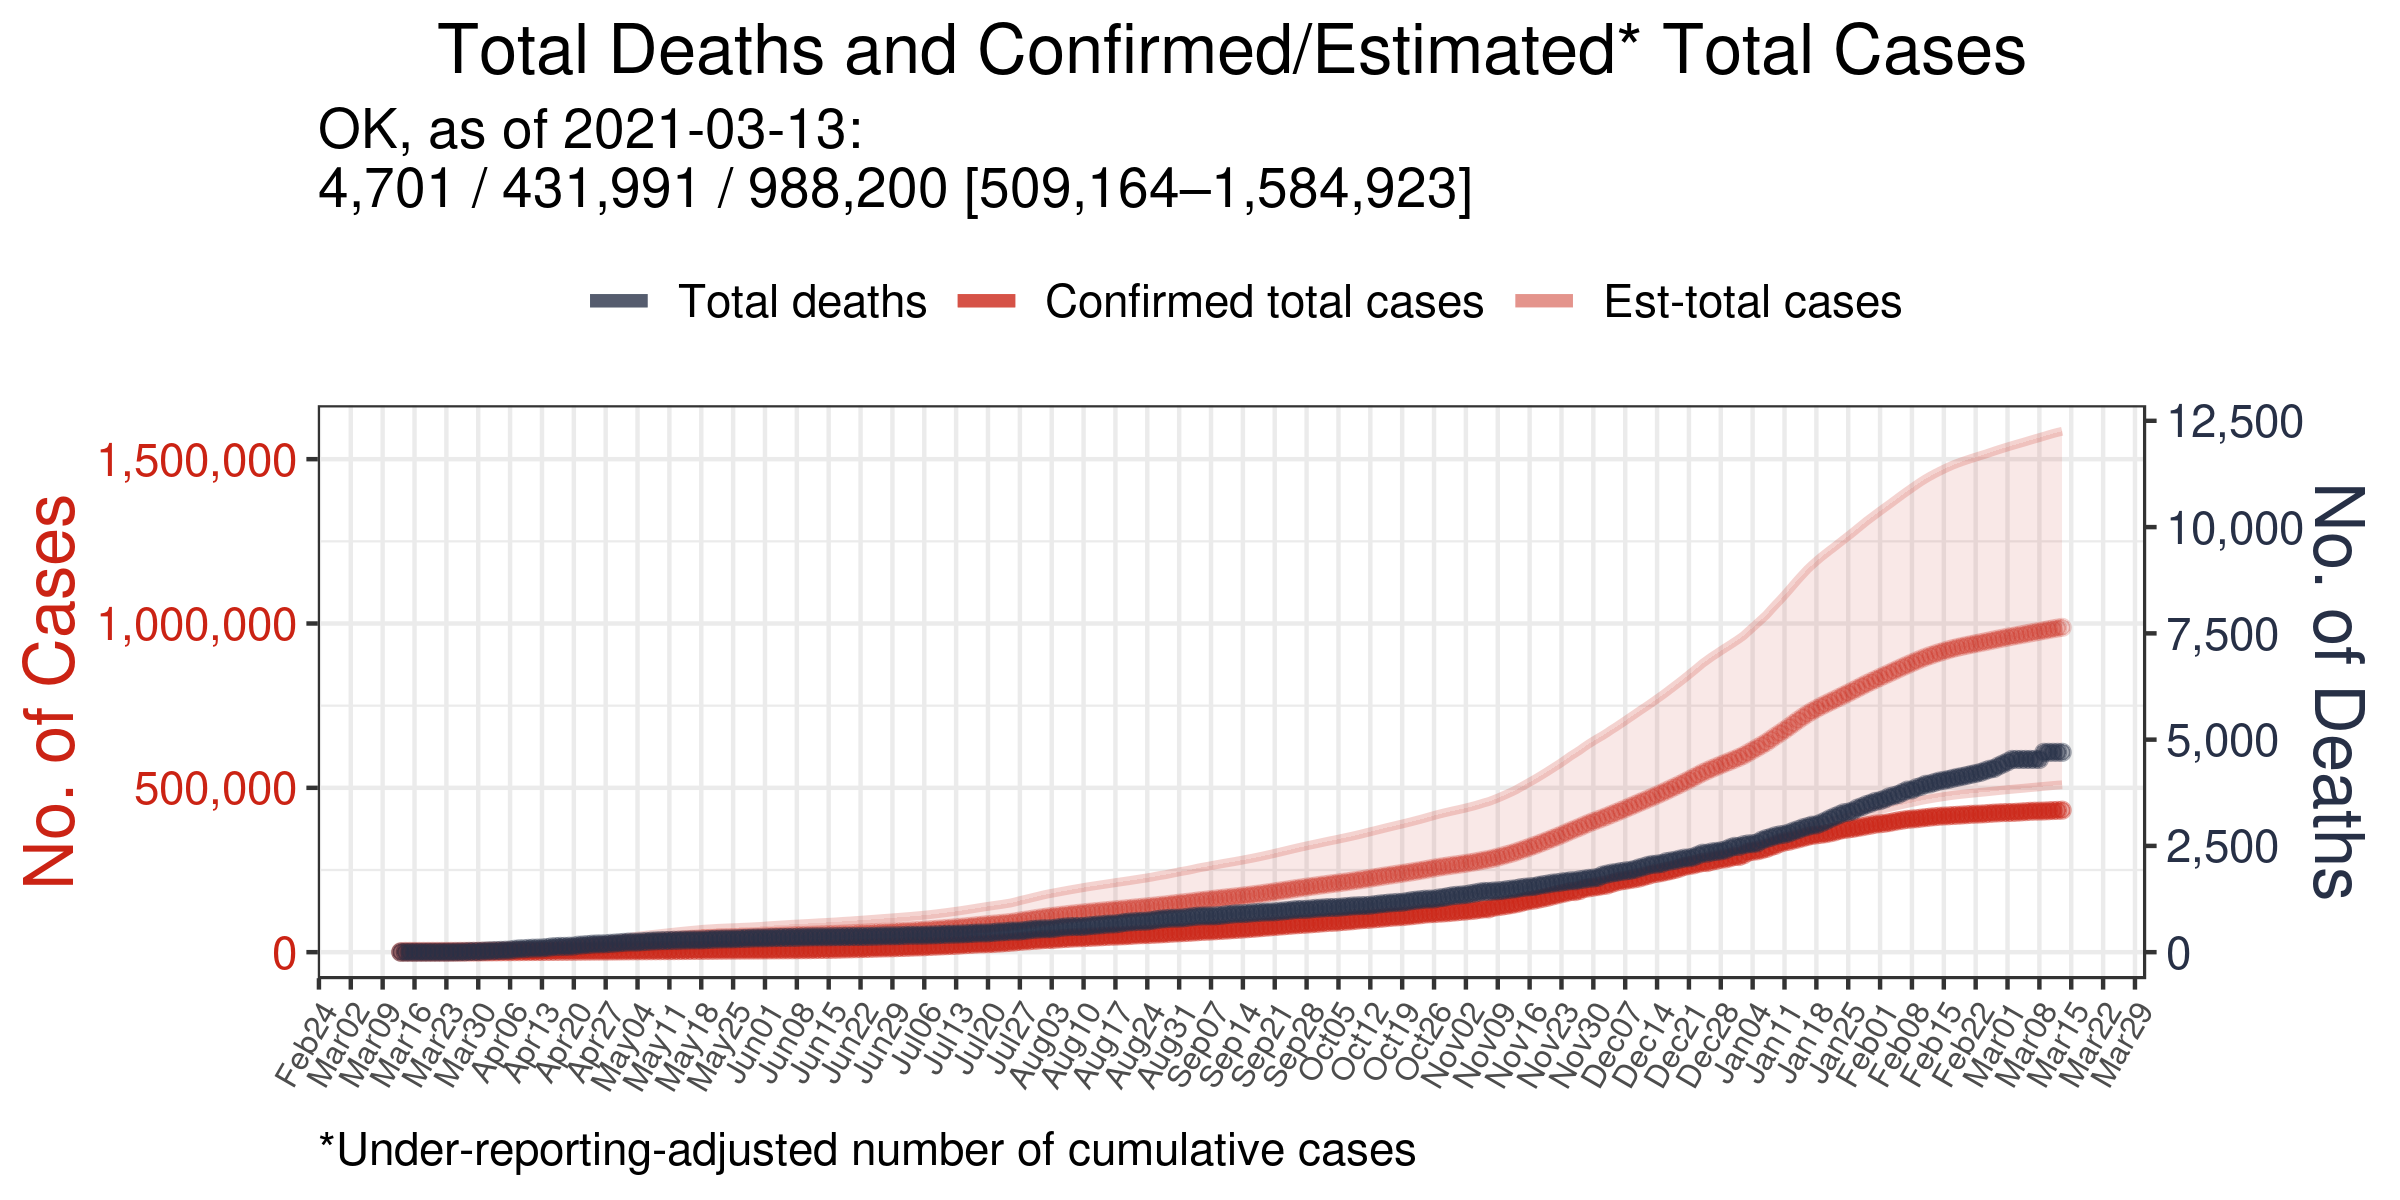 Total Deaths and Confirmed/Estimated* Total Cases
OK, as of 2021-03-13:
4,701 / 431,991 / 988,200 [509,164–1,584,923]
Total deaths
Confirmed total cases
Est-total cases
No. of Cases
1,500,000
1,000,000
500,000
0
12,500
10,000
7,500
5,000
2,500
0
No. of Deaths
Feb24
Mar02
Mar09
Mar16
Mar23
Mar30
Apr06
Apr13
Apr20
Apr27
May04
May11
May18
May25
Jun01
Jun08
Jun15
Jun22
Jun29
Jul06
Jul13
Jul20
Jul27
Aug03
Aug10
Aug17
Aug24
Aug31
Sep07
Sep14
Sep21
Sep28
Oct05
Oct12
Oct19
Oct26
Nov02
Nov09
Nov16
Nov23
Nov30
Dec07
Dec14
Dec21
Dec28
Jan04
Jan11
Jan18
Jan25
Feb01
Feb08
Feb15
Feb22
Mar01
Mar08
Mar15
Mar22
Mar29
*Under-reporting-adjusted number of cumulative cases